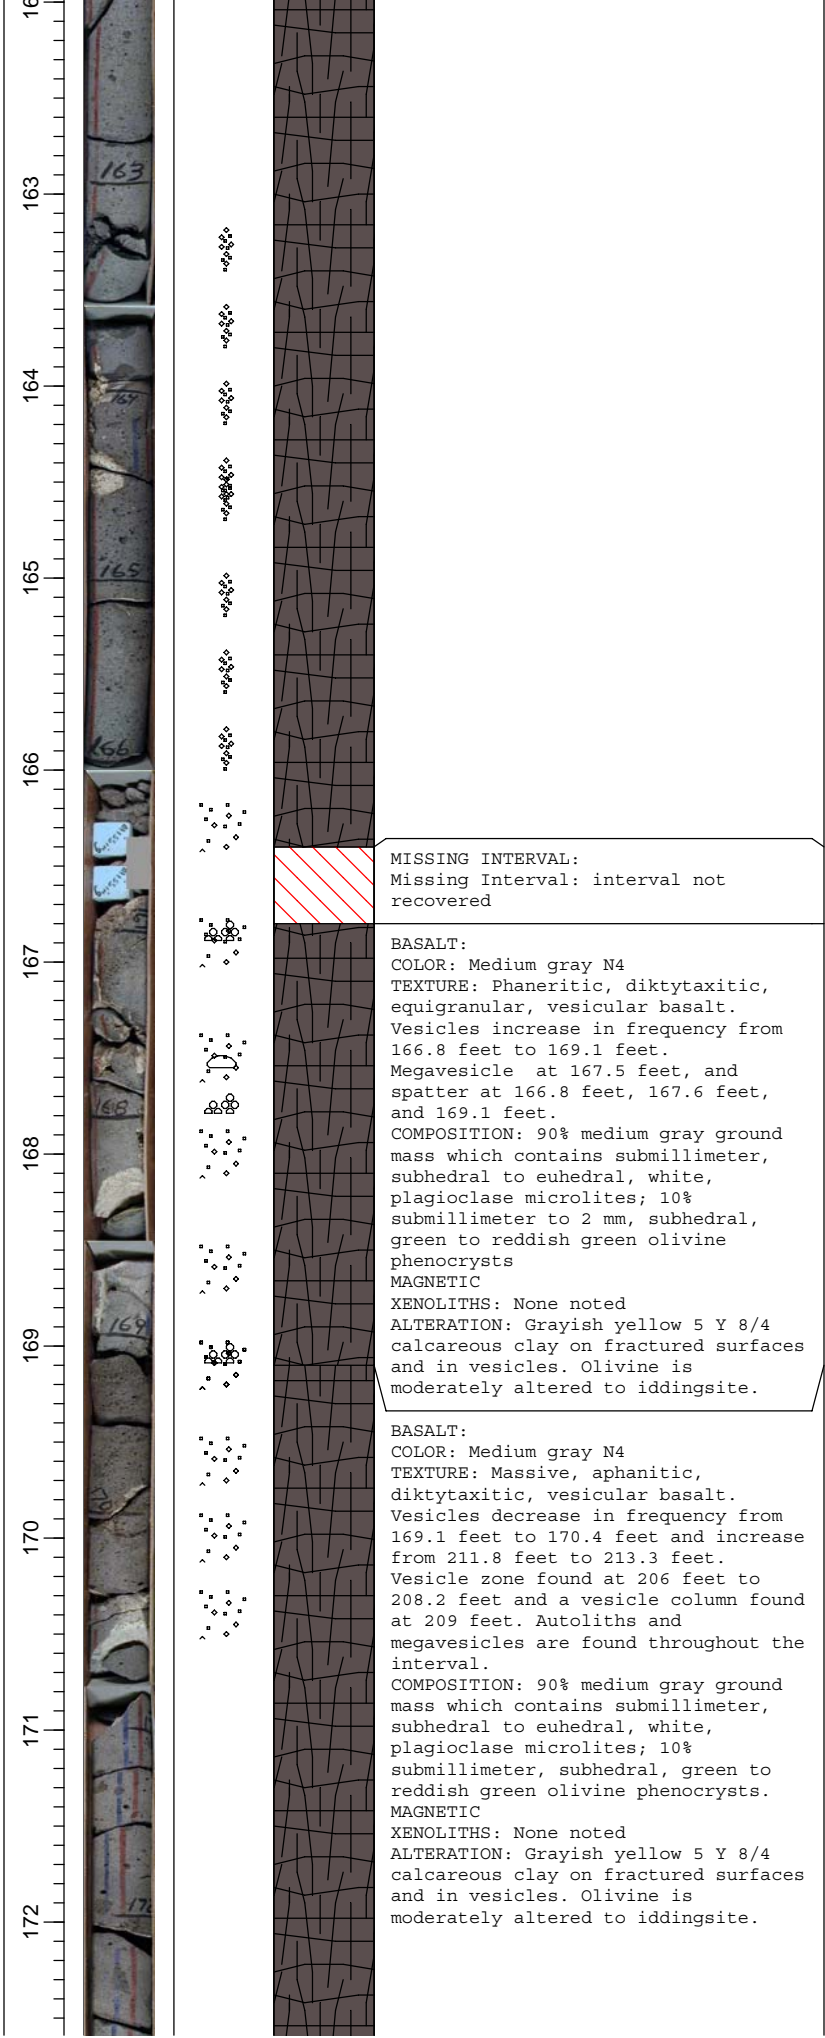 163
164
165
166
167
168
169
170
171
172
163
164
165
166
168
169
MISSING INTERVAL:
Missing Interval: interval not
recovered
BASALT:
COLOR: Medium gray N4
TEXTURE: Phaneritic, diktytaxitic,
equigranular, vesicular basalt.
Vesicles increase in frequency from
166.8 feet to 169.1 feet.
Megavesicle at 167.5 feet, and
spatter at 166.8 feet, 167.6 feet,
and 169.1 feet.
COMPOSITION: 90% medium gray ground
mass which contains submillimeter,
subhedral to euhedral, white,
plagioclase microlites; 10%
submillimeter to 2 mm, subhedral,
green to reddish green olivine
phenocrysts
MAGNETIC
XENOLITHS: None noted
ALTERATION: Grayish yellow 5 Y 8/4
calcareous clay on fractured surfaces
and in vesicles. Olivine is
moderately altered to iddingsite.
BASALT:
COLOR: Medium gray N4
TEXTURE: Massive, aphanitic,
diktytaxitic, vesicular basalt.
Vesicles decrease in frequency from
169.1 feet to 170.4 feet and increase
from 211.8 feet to 213.3 feet.
Vesicle zone found at 206 feet to
208.2 feet and a vesicle column found
at 209 feet. Autoliths and
megavesicles are found throughout the
interval.
COMPOSITION: 90% medium gray ground
mass which contains submillimeter,
subhedral to euhedral, white,
plagioclase microlites; 10%
submillimeter, subhedral, green to
reddish green olivine phenocrysts.
MAGNETIC
XENOLITHS: None noted
ALTERATION: Grayish yellow 5 Y 8/4
calcareous clay on fractured surfaces
and in vesicles. Olivine is
moderately altered to iddingsite.